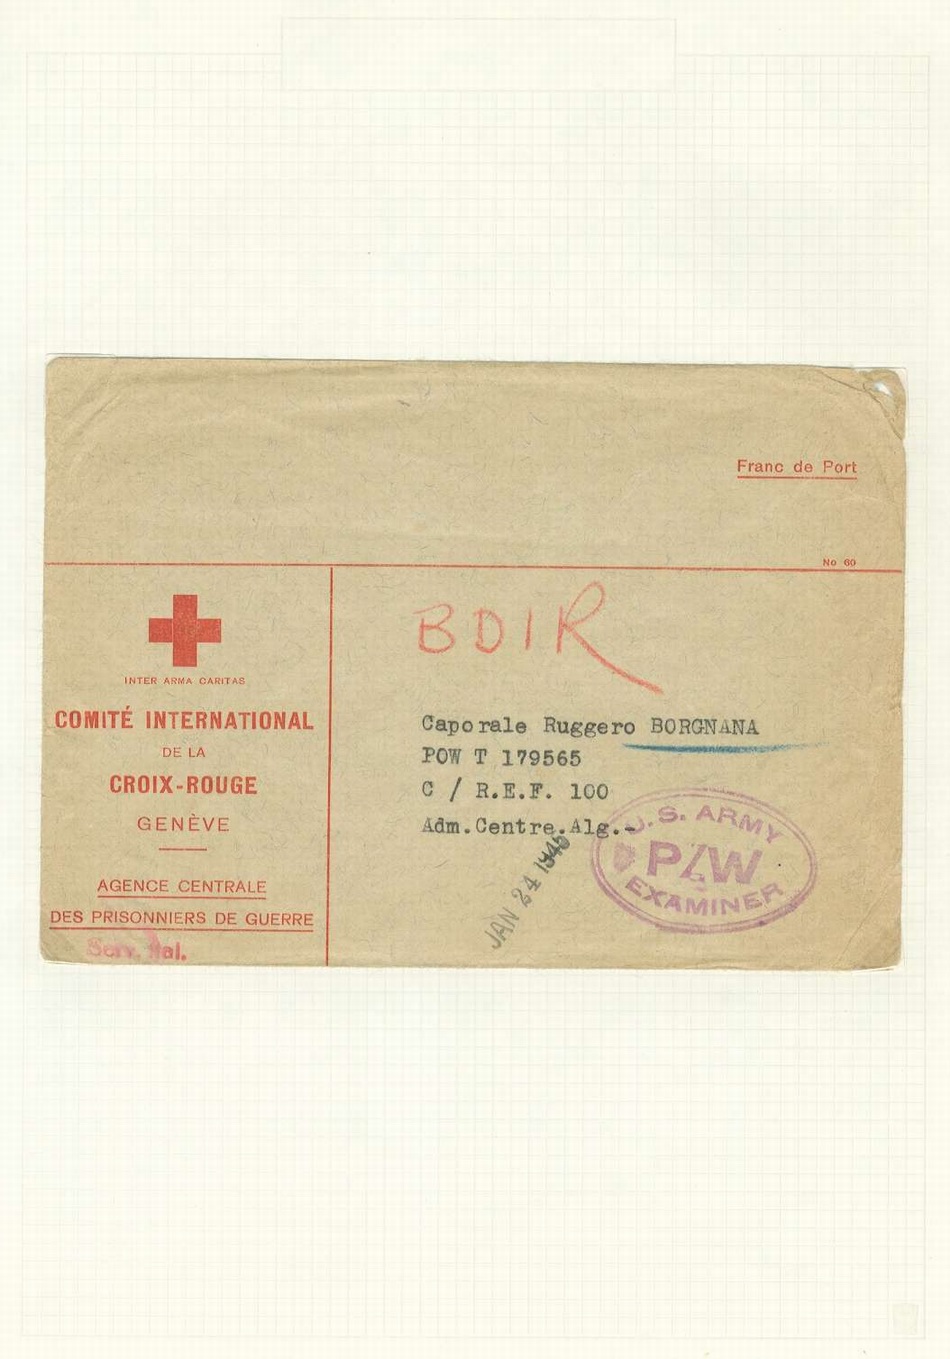 Franc de Port
No 60
INTER ARMA CARITAS
COMITÉ INTERNATIONAL
DE LA
CROIX-ROUGE
GENÈVE
AGENCE CENTRALE
DES PRISONNIERS DE GUERRE
Serv. Ital.
BDIR
Caporale Ruggero BORGNANA
POW T 179565
C / R.E.F. 100
Adm.Centre.Alg.-
JAN 24 1945
U.S. ARMY
P/W
EXAMINER